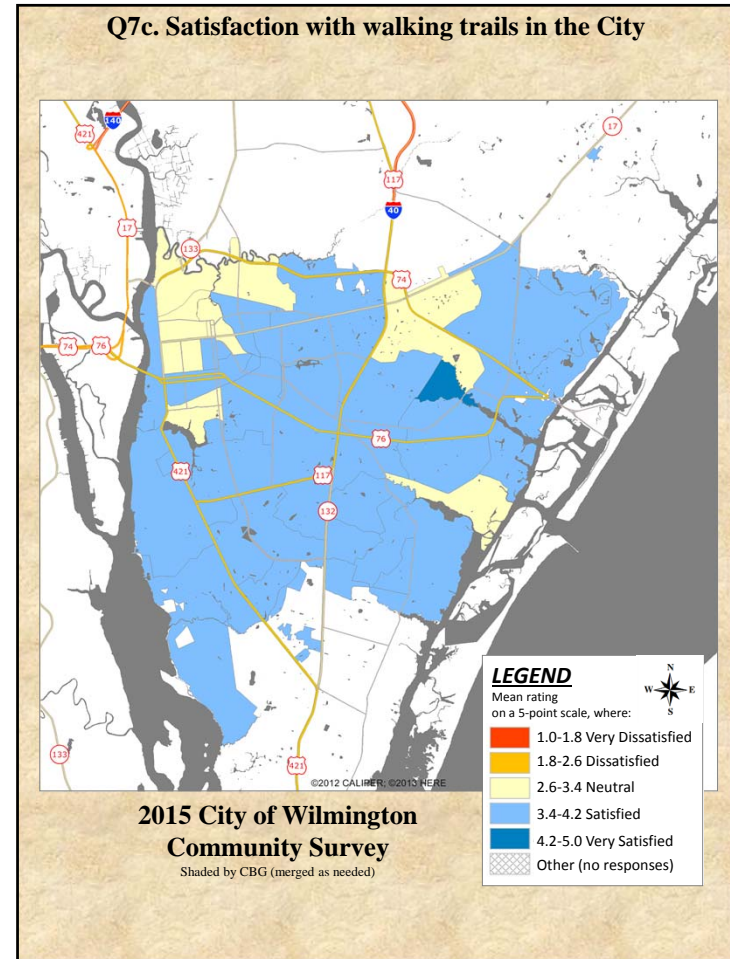 Q7c. Satisfaction with walking trails in the City
140
421
17
117
40
17
133
74
74
76
76
421
117
132
133
421
©2012 CALIPER; ©2013 HERE
LEGEND
Mean rating
on a 5-point scale, where:
N
W E
S
1.0-1.8 Very Dissatisfied
1.8-2.6 Dissatisfied
2.6-3.4 Neutral
3.4-4.2 Satisfied
4.2-5.0 Very Satisfied
Other (no responses)
2015 City of Wilmington
Community Survey
Shaded by CBG (merged as needed)